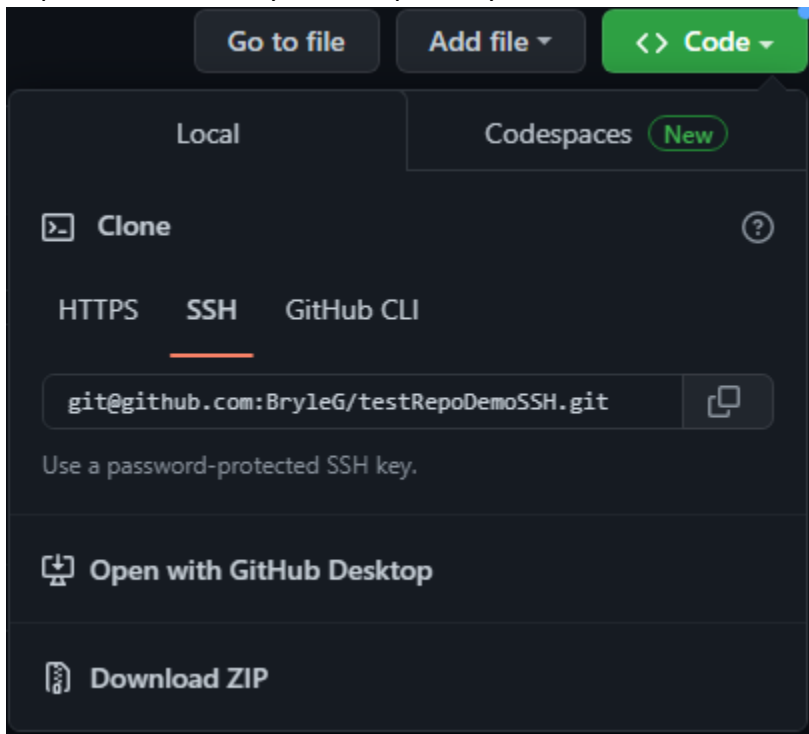 Go to file Add file <> Code
Local Codespaces New
Clone
HTTPS SSH GitHub CLI
git@github.com:BryleG/testRepoDemoSSH.git
Use a password-protected SSH key.
Open with GitHub Desktop
Download ZIP